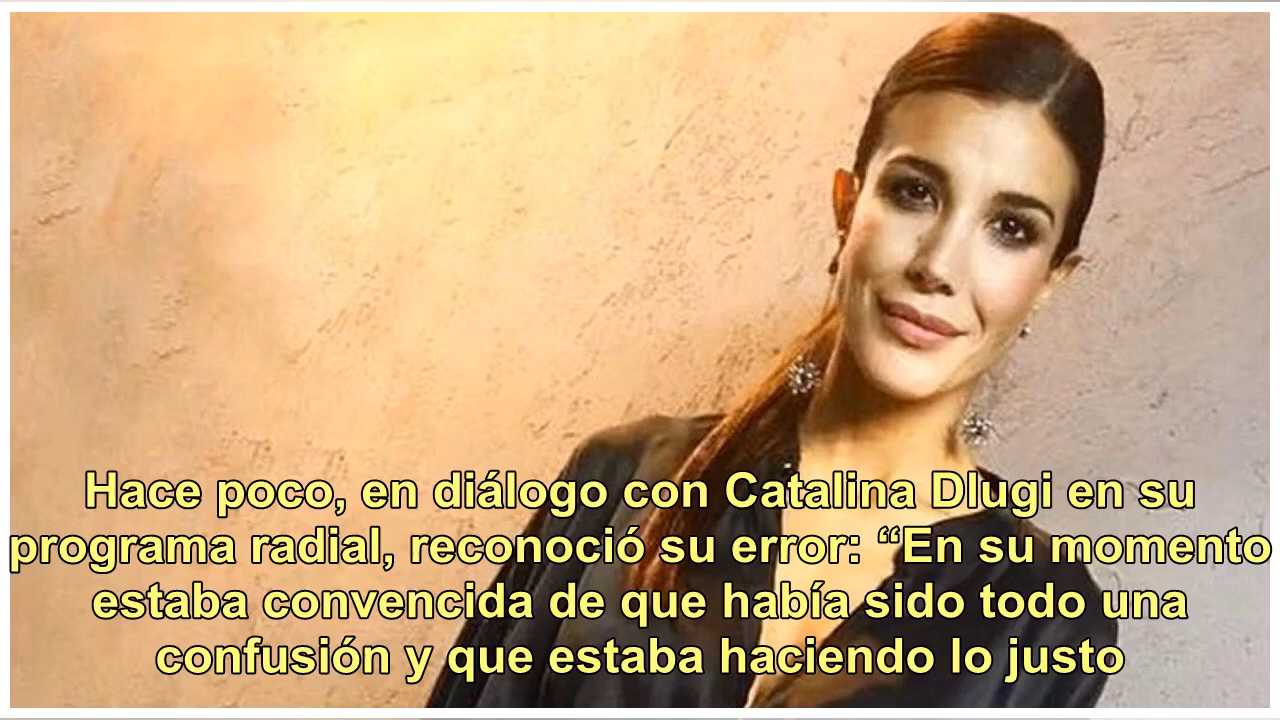 Hace poco, en diálogo con Catalina Dlugi en su
programa radial, reconoció su error: “En su momento
estaba convencida de que había sido todo una
confusión y que estaba haciendo lo justo